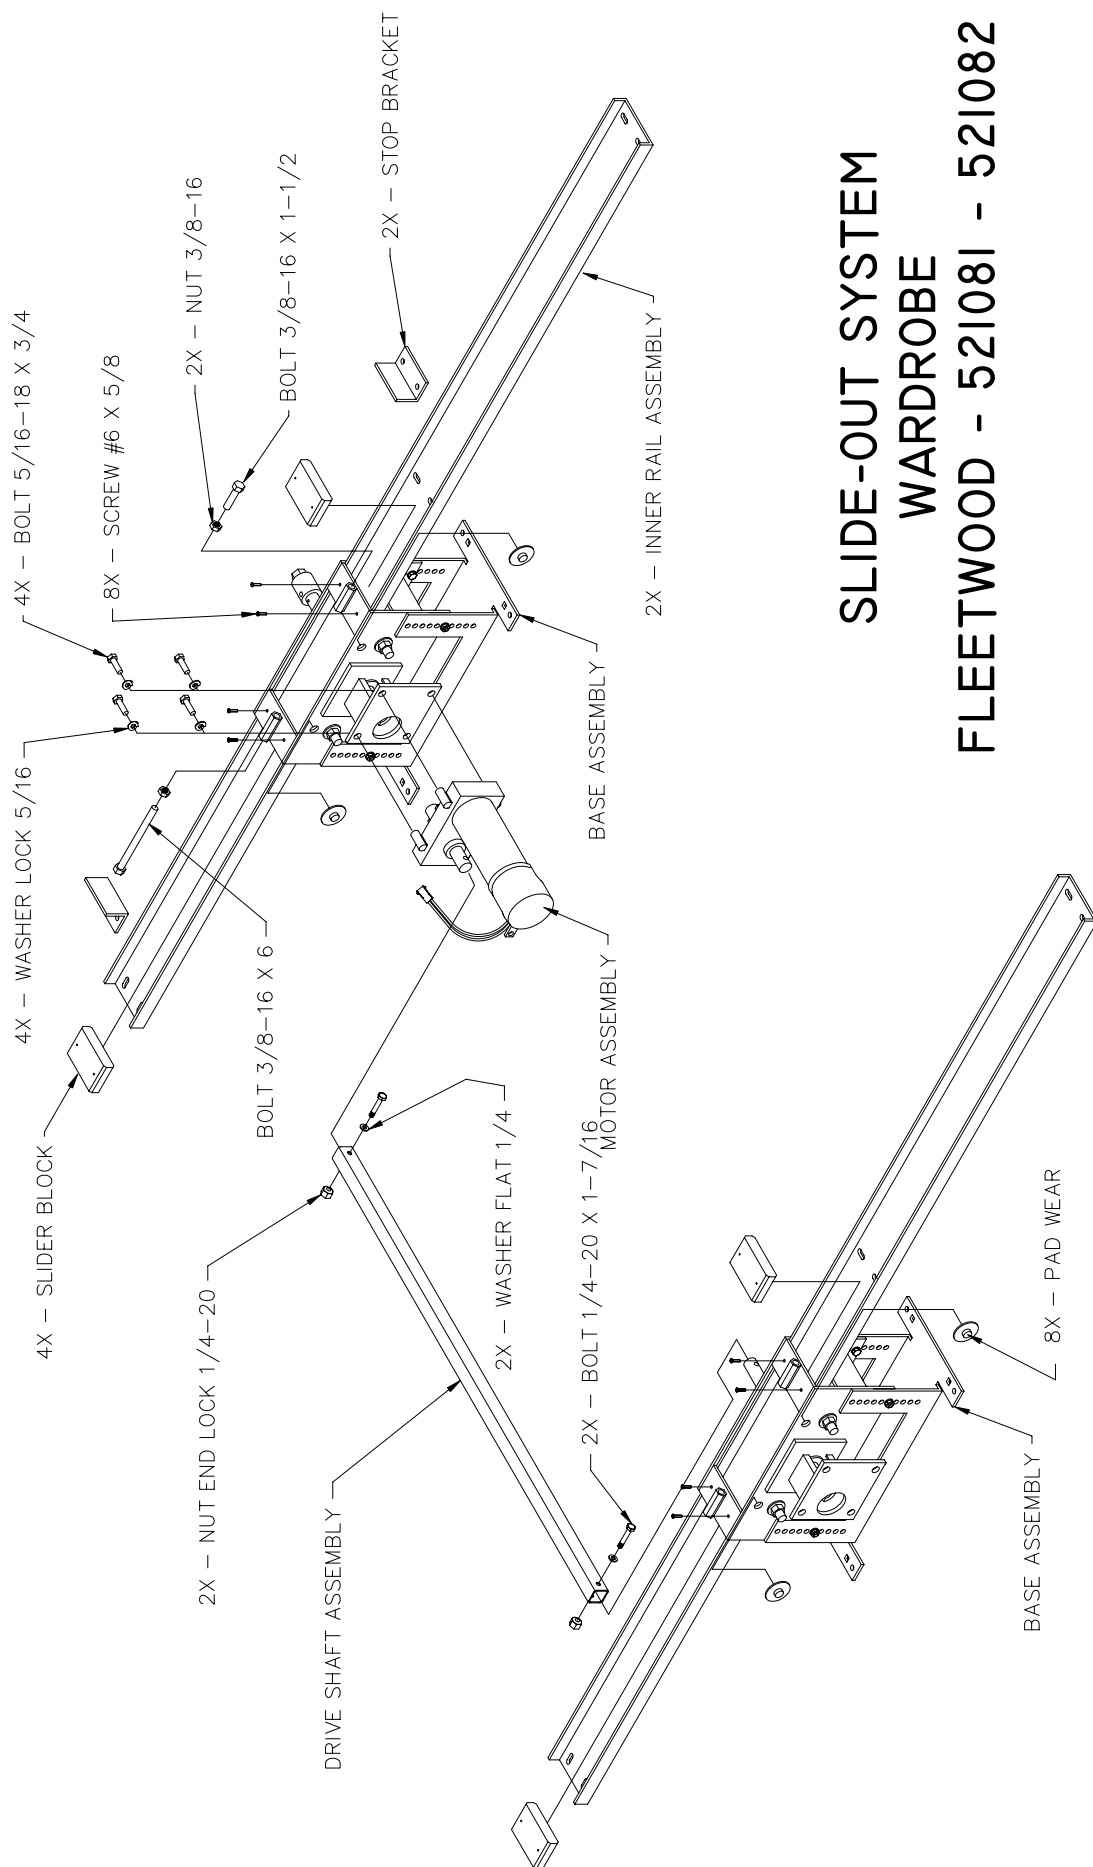 4X - SLIDER BLOCK
4X - WASHER LOCK 5/16
4X - BOLT 5/16-18 X 3/4
8X - SCREW #6 X 5/8
2X - NUT 3/8-16
BOLT 3/8-16 X 1-1/2
2X - STOP BRACKET
BOLT 3/8-16 X 6
2X - NUT END LOCK 1/4-20
DRIVE SHAFT ASSEMBLY
2X - WASHER FLAT 1/4
2X - BOLT 1/4-20 X 1-7/16
MOTOR ASSEMBLY
BASE ASSEMBLY
2X - INNER RAIL ASSEMBLY
8X - PAD WEAR
BASE ASSEMBLY
SLIDE-OUT SYSTEM
WARDROBE
FLEETWOOD - 521081 - 521082